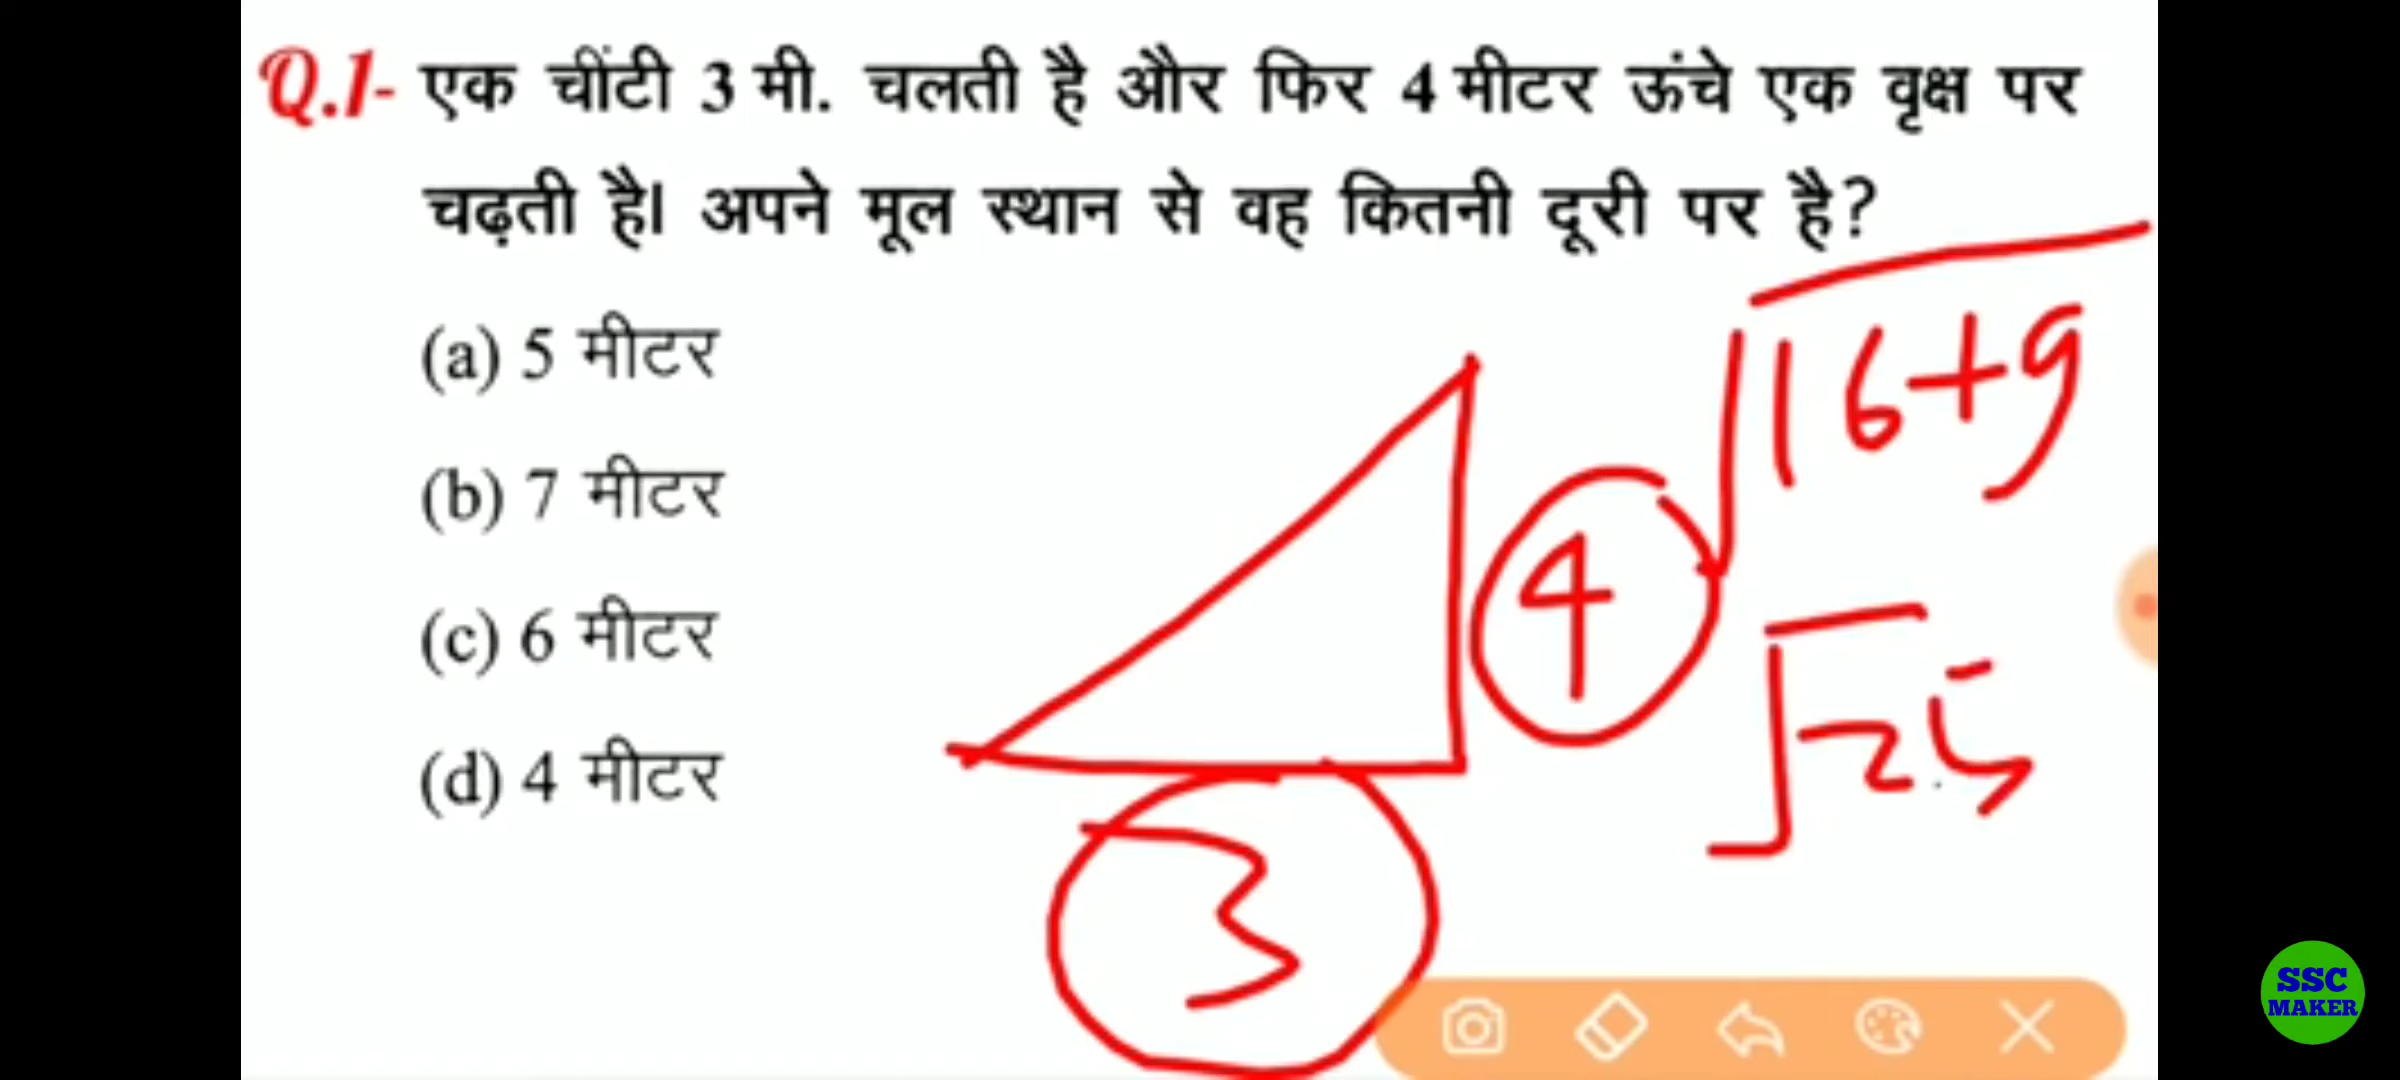 Q.1- एक चींटी 3 मी. चलती है और फिर 4 मीटर ऊंचे एक वृक्ष पर
चढ़ती है। अपने मूल स्थान से वह कितनी दूरी पर है?
(a) 5 मीटर
(b) 7 मीटर
(c) 6 मीटर
(d) 4 मीटर
√16+9
4
√25
3
SSC
MAKER